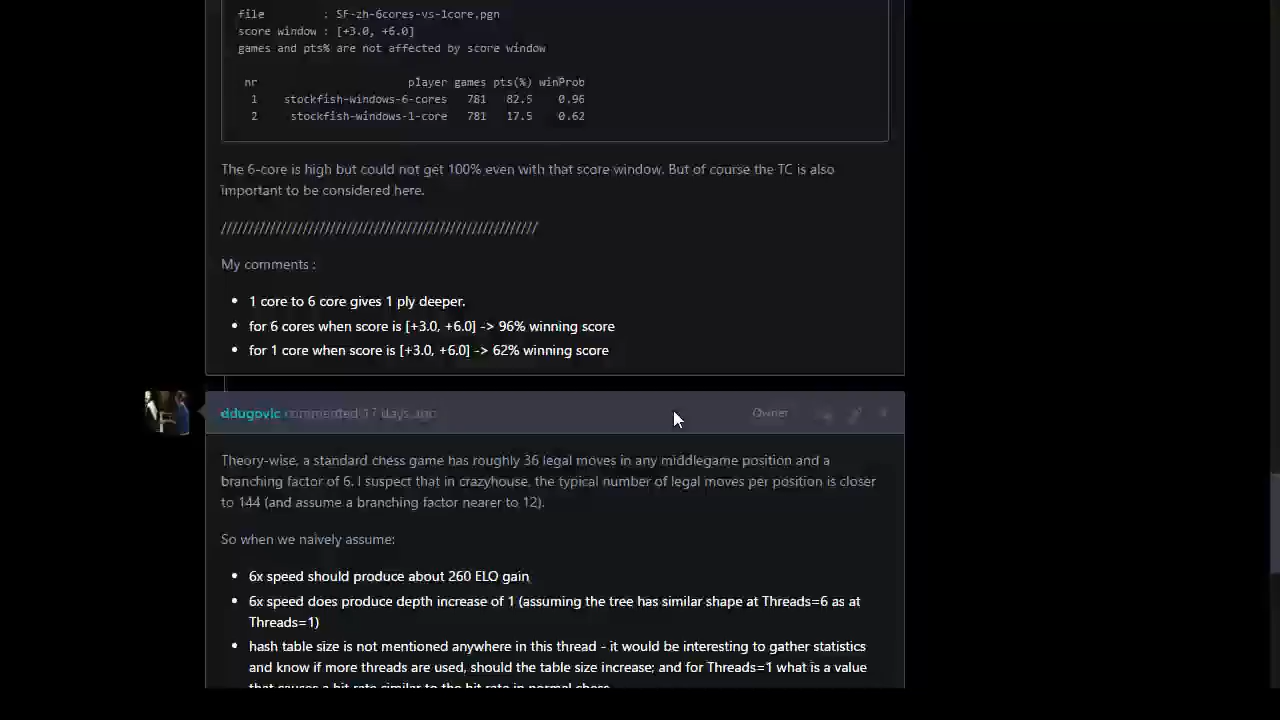 file : SF-zh-6cores-vs-1core.pgn
score window : [+3.0, +6.0]
games and pts% are not affected by score window
nr player games pts(%) winProb
1 stockfish-windows-6-cores 781 82.5 0.96
2 stockfish-windows-1-core 781 17.5 0.62
The 6-core is high but could not get 100% even with that score window. But of course the TC is also
important to be considered here.
//////////////////////////////////////////////////////////
My comments :
• 1 core to 6 core gives 1 ply deeper.
• for 6 cores when score is [+3.0, +6.0] -> 96% winning score
• for 1 core when score is [+3.0, +6.0] -> 62% winning score
ddugovic commented 17 days ago Owner
Theory-wise, a standard chess game has roughly 36 legal moves in any middlegame position and a
branching factor of 6. I suspect that in crazyhouse, the typical number of legal moves per position is closer
to 144 (and assume a branching factor nearer to 12).
So when we naively assume:
• 6x speed should produce about 260 ELO gain
• 6x speed does produce depth increase of 1 (assuming the tree has similar shape at Threads=6 as at
Threads=1)
• hash table size is not mentioned anywhere in this thread - it would be interesting to gather statistics
and know if more threads are used, should the table size increase; and for Threads=1 what is a value
that causes a hit rate similar to the hit rate in normal chess